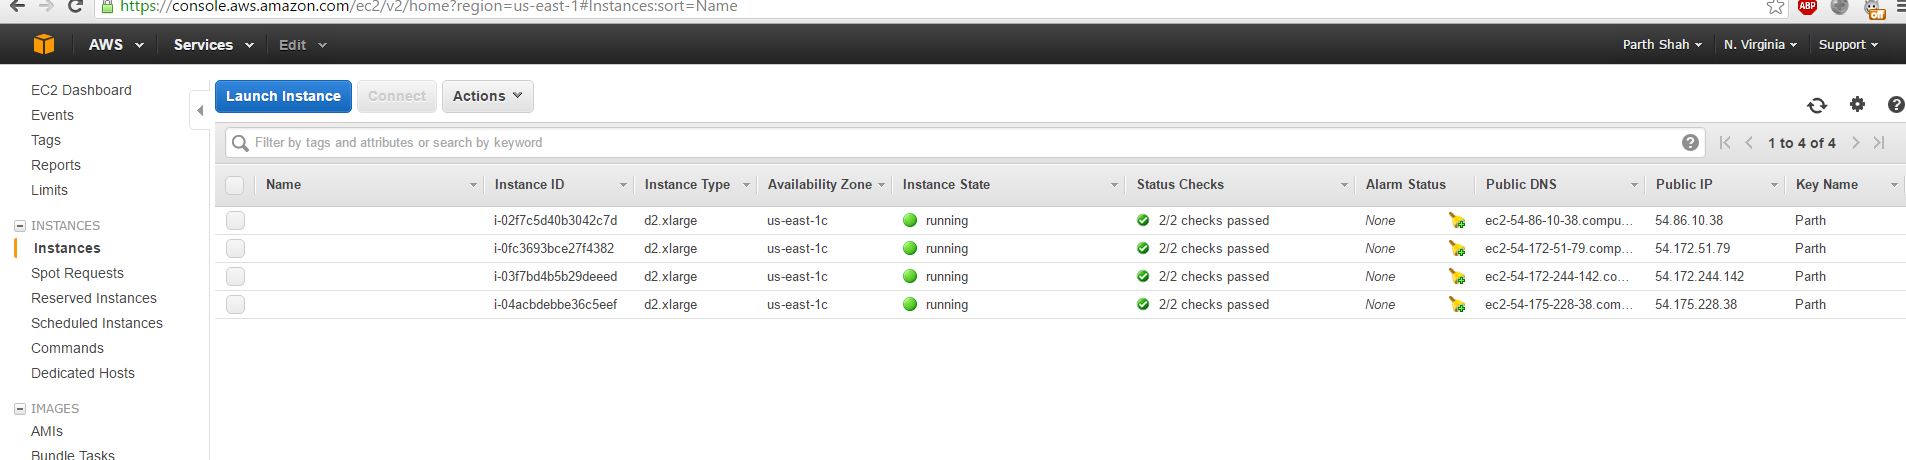 https://console.aws.amazon.com/ec2/v2/home?region=us-east-1#Instances:sort=Name
ABP
off
AWS Services Edit Parth Shah N. Virginia Support
EC2 Dashboard
Events
Tags
Reports
Limits
INSTANCES
Instances
Spot Requests
Reserved Instances
Scheduled Instances
Commands
Dedicated Hosts
IMAGES
AMIs
Bundle Tasks
Launch Instance Connect Actions
Filter by tags and attributes or search by keyword ? 1 to 4 of 4
Name Instance ID Instance Type Availability Zone Instance State Status Checks Alarm Status Public DNS Public IP Key Name
i-02f7c5d40b3042c7d d2.xlarge us-east-1c running 2/2 checks passed None ec2-54-86-10-38.compu... 54.86.10.38 Parth
i-0fc3693bce27f4382 d2.xlarge us-east-1c running 2/2 checks passed None ec2-54-172-51-79.comp... 54.172.51.79 Parth
i-03f7bd4b5b29deeed d2.xlarge us-east-1c running 2/2 checks passed None ec2-54-172-244-142.co... 54.172.244.142 Parth
i-04acbdebbe36c5eef d2.xlarge us-east-1c running 2/2 checks passed None ec2-54-175-228-38.com... 54.175.228.38 Parth